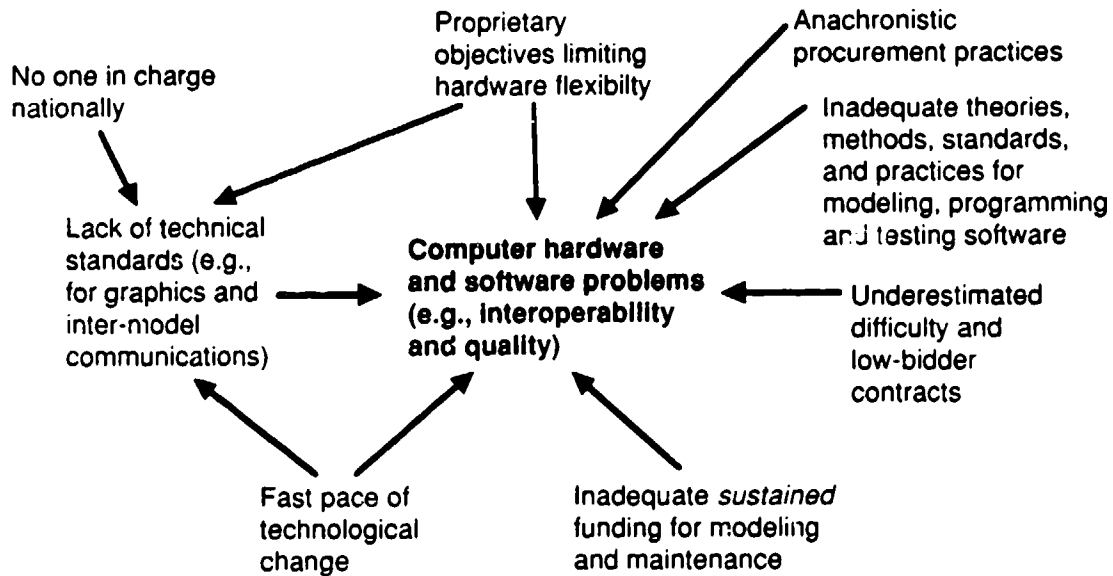 No one in charge
nationally
Proprietary
objectives limiting
hardware flexibilty
Anachronistic
procurement practices
Inadequate theories,
methods, standards,
and practices for
modeling, programming
and testing software
Lack of technical
standards (e.g.,
for graphics and
inter-model
communications)
Computer hardware
and software problems
(e.g., interoperability
and quality)
Underestimated
difficulty and
low-bidder
contracts
Fast pace of
technological
change
Inadequate sustained
funding for modeling
and maintenance